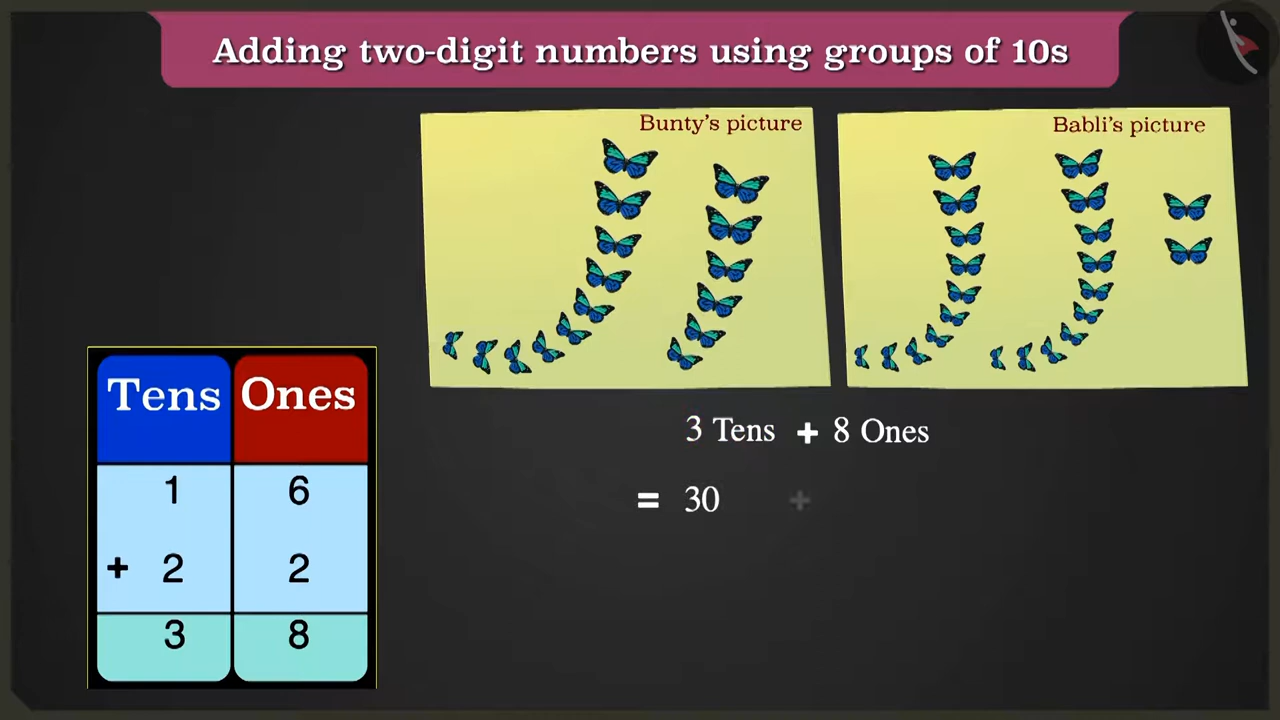 Adding two-digit numbers using groups of 10s
Bunty's picture
Babli's picture
Tens Ones
1 6
+ 2 2
3 8
3 Tens + 8 Ones
= 30 +